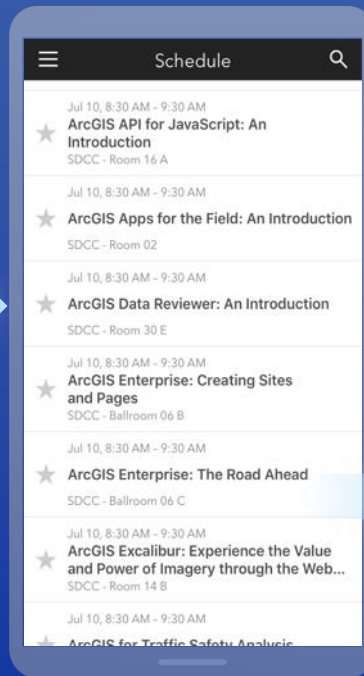 Schedule
Jul 10, 8:30 AM – 9:30 AM
ArcGIS API for JavaScript: An
Introduction
SDCC - Room 16 A
Jul 10, 8:30 AM – 9:30 AM
ArcGIS Apps for the Field: An Introduction
SDCC - Room 02
Jul 10, 8:30 AM – 9:30 AM
ArcGIS Data Reviewer: An Introduction
SDCC - Room 30 E
Jul 10, 8:30 AM – 9:30 AM
ArcGIS Enterprise: Creating Sites
and Pages
SDCC - Ballroom 06 B
Jul 10, 8:30 AM – 9:30 AM
ArcGIS Enterprise: The Road Ahead
SDCC - Ballroom 06 C
Jul 10, 8:30 AM – 9:30 AM
ArcGIS Excalibur: Experience the Value
and Power of Imagery through the Web...
SDCC - Room 14 B
Jul 10, 8:30 AM – 9:30 AM
ArcGIS for Traffic Safety Analysis